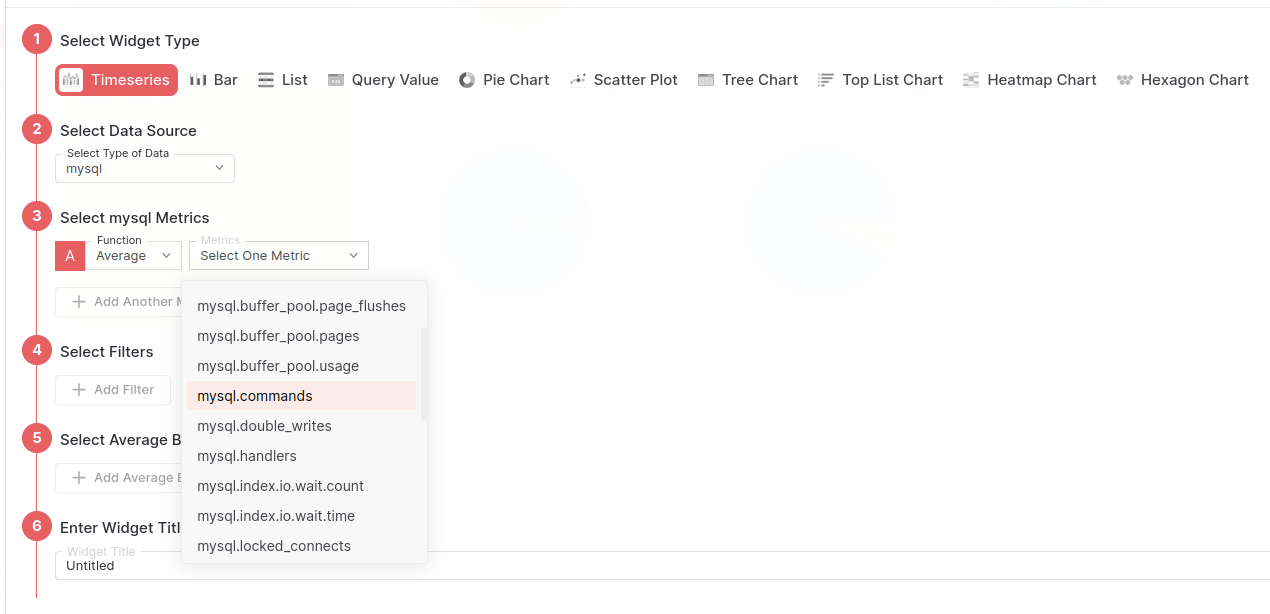 1 Select Widget Type
Timeseries Bar List Query Value Pie Chart Scatter Plot Tree Chart Top List Chart Heatmap Chart Hexagon Chart
2 Select Data Source
Select Type of Data
mysql
3 Select mysql Metrics
Function Metrics
A Average Select One Metric
Add Another
mysql.buffer_pool.page_flushes
mysql.buffer_pool.pages
mysql.buffer_pool.usage
mysql.commands
mysql.double_writes
mysql.handlers
mysql.index.io.wait.count
mysql.index.io.wait.time
mysql.locked_connects
4 Select Filters
Add Filter
5 Select Average B
Add Average
6 Enter Widget Titl
Widget Title
Untitled